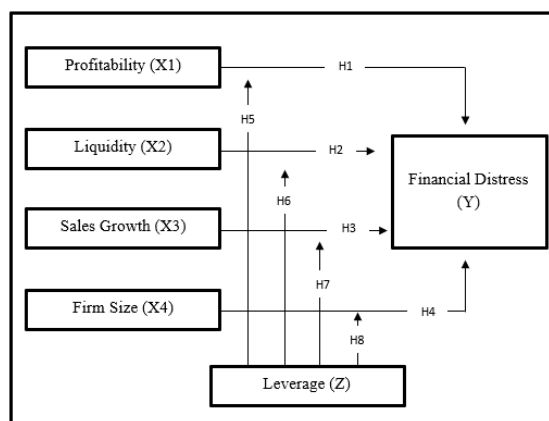 Profitability (X1)
H1
H5
Liquidity (X2)
H2
Financial Distress
(Y)
H6
Sales Growth (X3)
H3
H7
Firm Size (X4)
H4
H8
Leverage (Z)